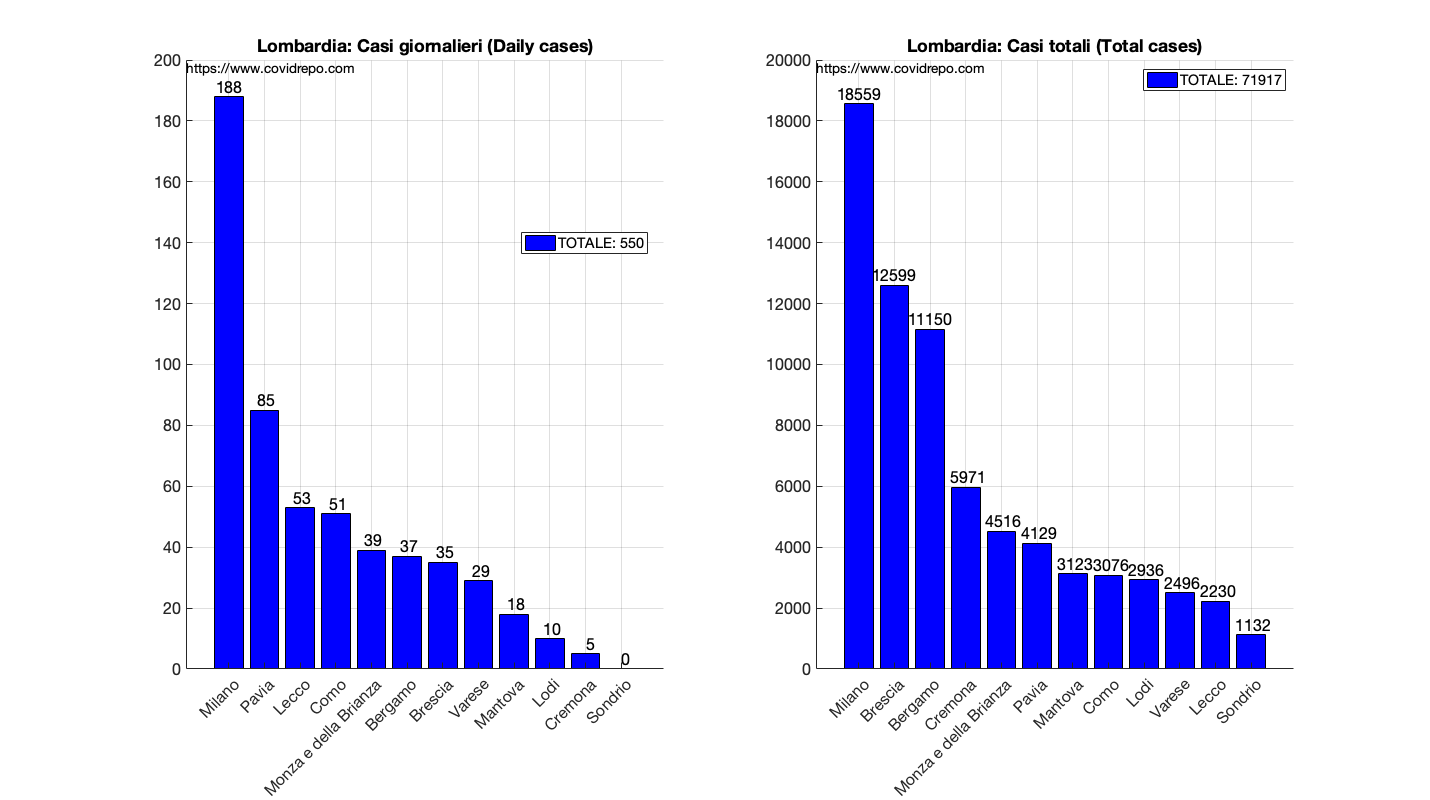 Lombardia: Casi giornalieri (Daily cases)
https://www.covidrepo.com
TOTALE: 550
200
180
160
140
120
100
80
60
40
20
0
188
85
53
51
39
37
35
29
18
10
5
0
Milano
Pavia
Lecco
Como
Monza e della Brianza
Bergamo
Brescia
Varese
Mantova
Lodi
Cremona
Sondrio
Lombardia: Casi totali (Total cases)
https://www.covidrepo.com
TOTALE: 71917
20000
18000
16000
14000
12000
10000
8000
6000
4000
2000
0
18559
12599
11150
5971
4516
4129
3123
3076
2936
2496
2230
1132
Milano
Brescia
Bergamo
Cremona
Monza e della Brianza
Pavia
Mantova
Como
Lodi
Varese
Lecco
Sondrio